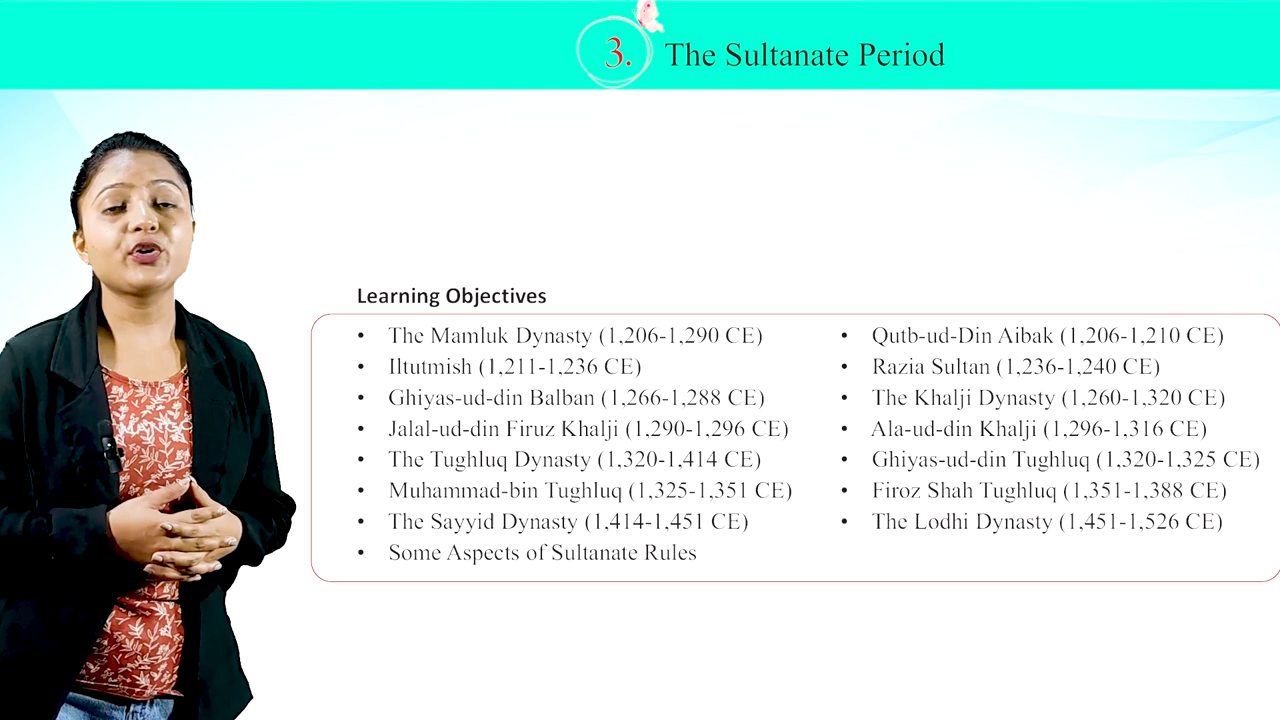 3. The Sultanate Period
Learning Objectives
• The Mamluk Dynasty (1,206-1,290 CE)
• Qutb-ud-Din Aibak (1,206-1,210 CE)
• Iltutmish (1,211-1,236 CE)
• Razia Sultan (1,236-1,240 CE)
• Ghiyas-ud-din Balban (1,266-1,288 CE)
• The Khalji Dynasty (1,260-1,320 CE)
• Jalal-ud-din Firuz Khalji (1,290-1,296 CE)
• Ala-ud-din Khalji (1,296-1,316 CE)
• The Tughluq Dynasty (1,320-1,414 CE)
• Ghiyas-ud-din Tughluq (1,320-1,325 CE)
• Muhammad-bin Tughluq (1,325-1,351 CE)
• Firoz Shah Tughluq (1,351-1,388 CE)
• The Sayyid Dynasty (1,414-1,451 CE)
• The Lodhi Dynasty (1,451-1,526 CE)
• Some Aspects of Sultanate Rules
MANGO